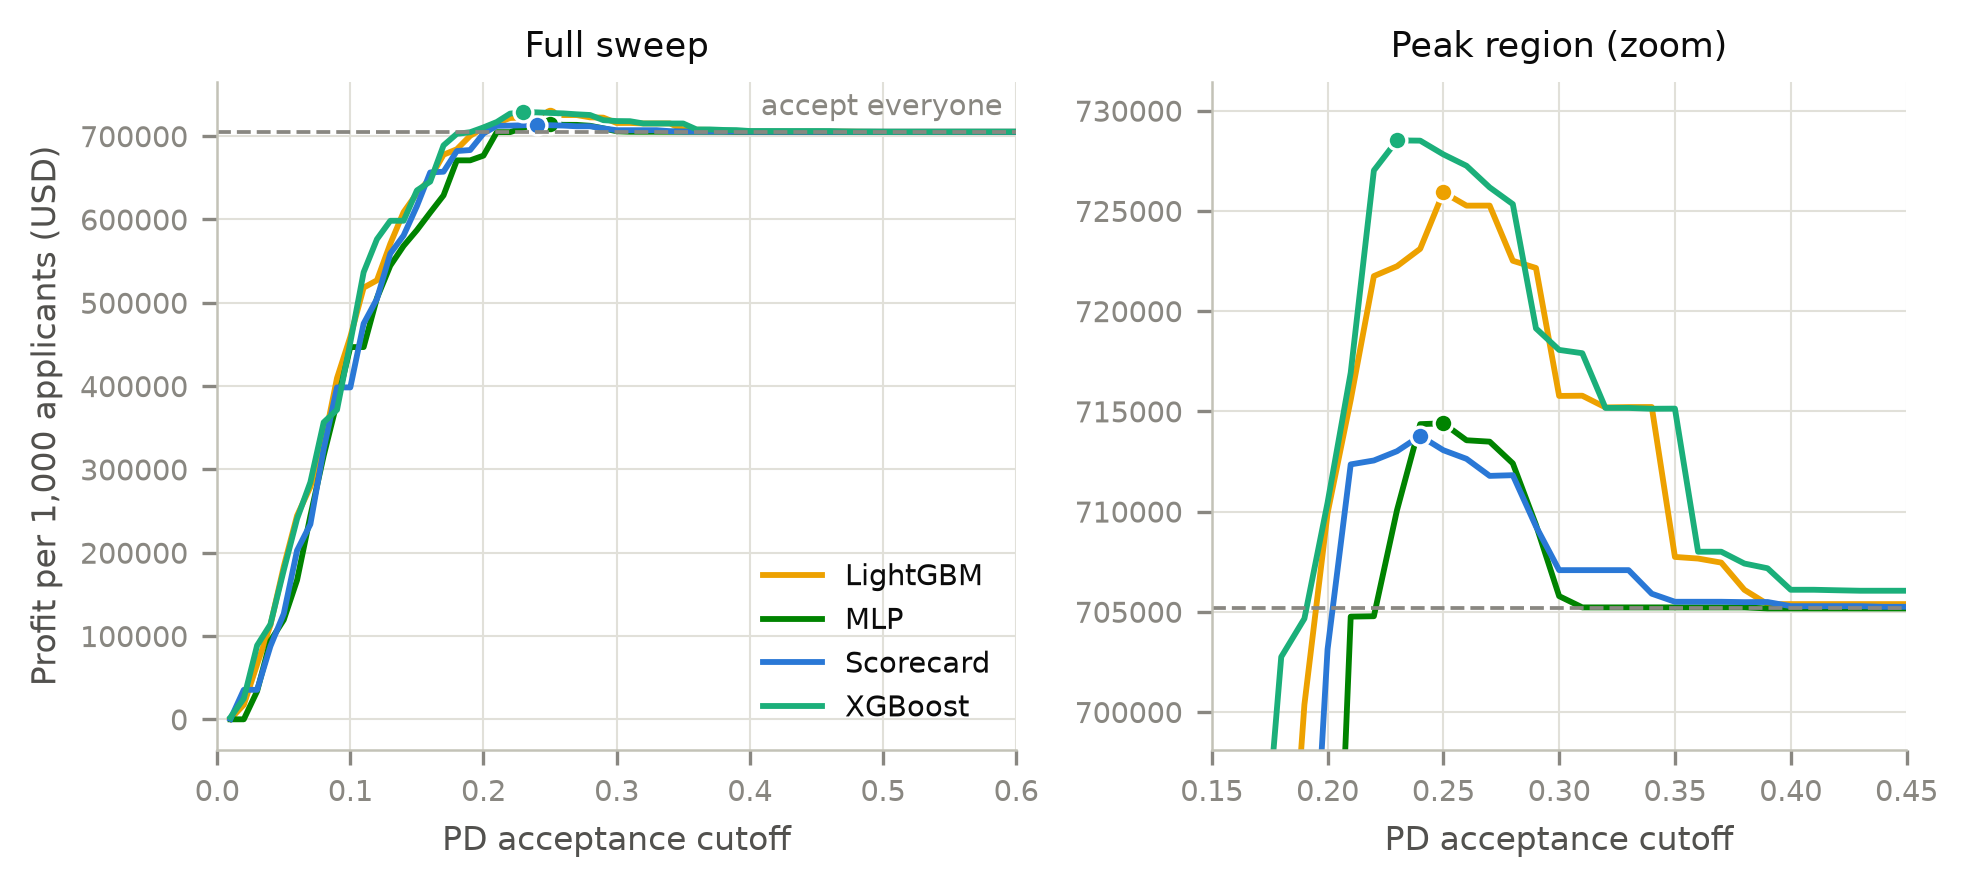 Full sweep
Profit per 1,000 applicants (USD)
700000
600000
500000
400000
300000
200000
100000
0
accept everyone
LightGBM
MLP
Scorecard
XGBoost
0.0 0.1 0.2 0.3 0.4 0.5 0.6
PD acceptance cutoff
Peak region (zoom)
730000
725000
720000
715000
710000
705000
700000
0.15 0.20 0.25 0.30 0.35 0.40 0.45
PD acceptance cutoff